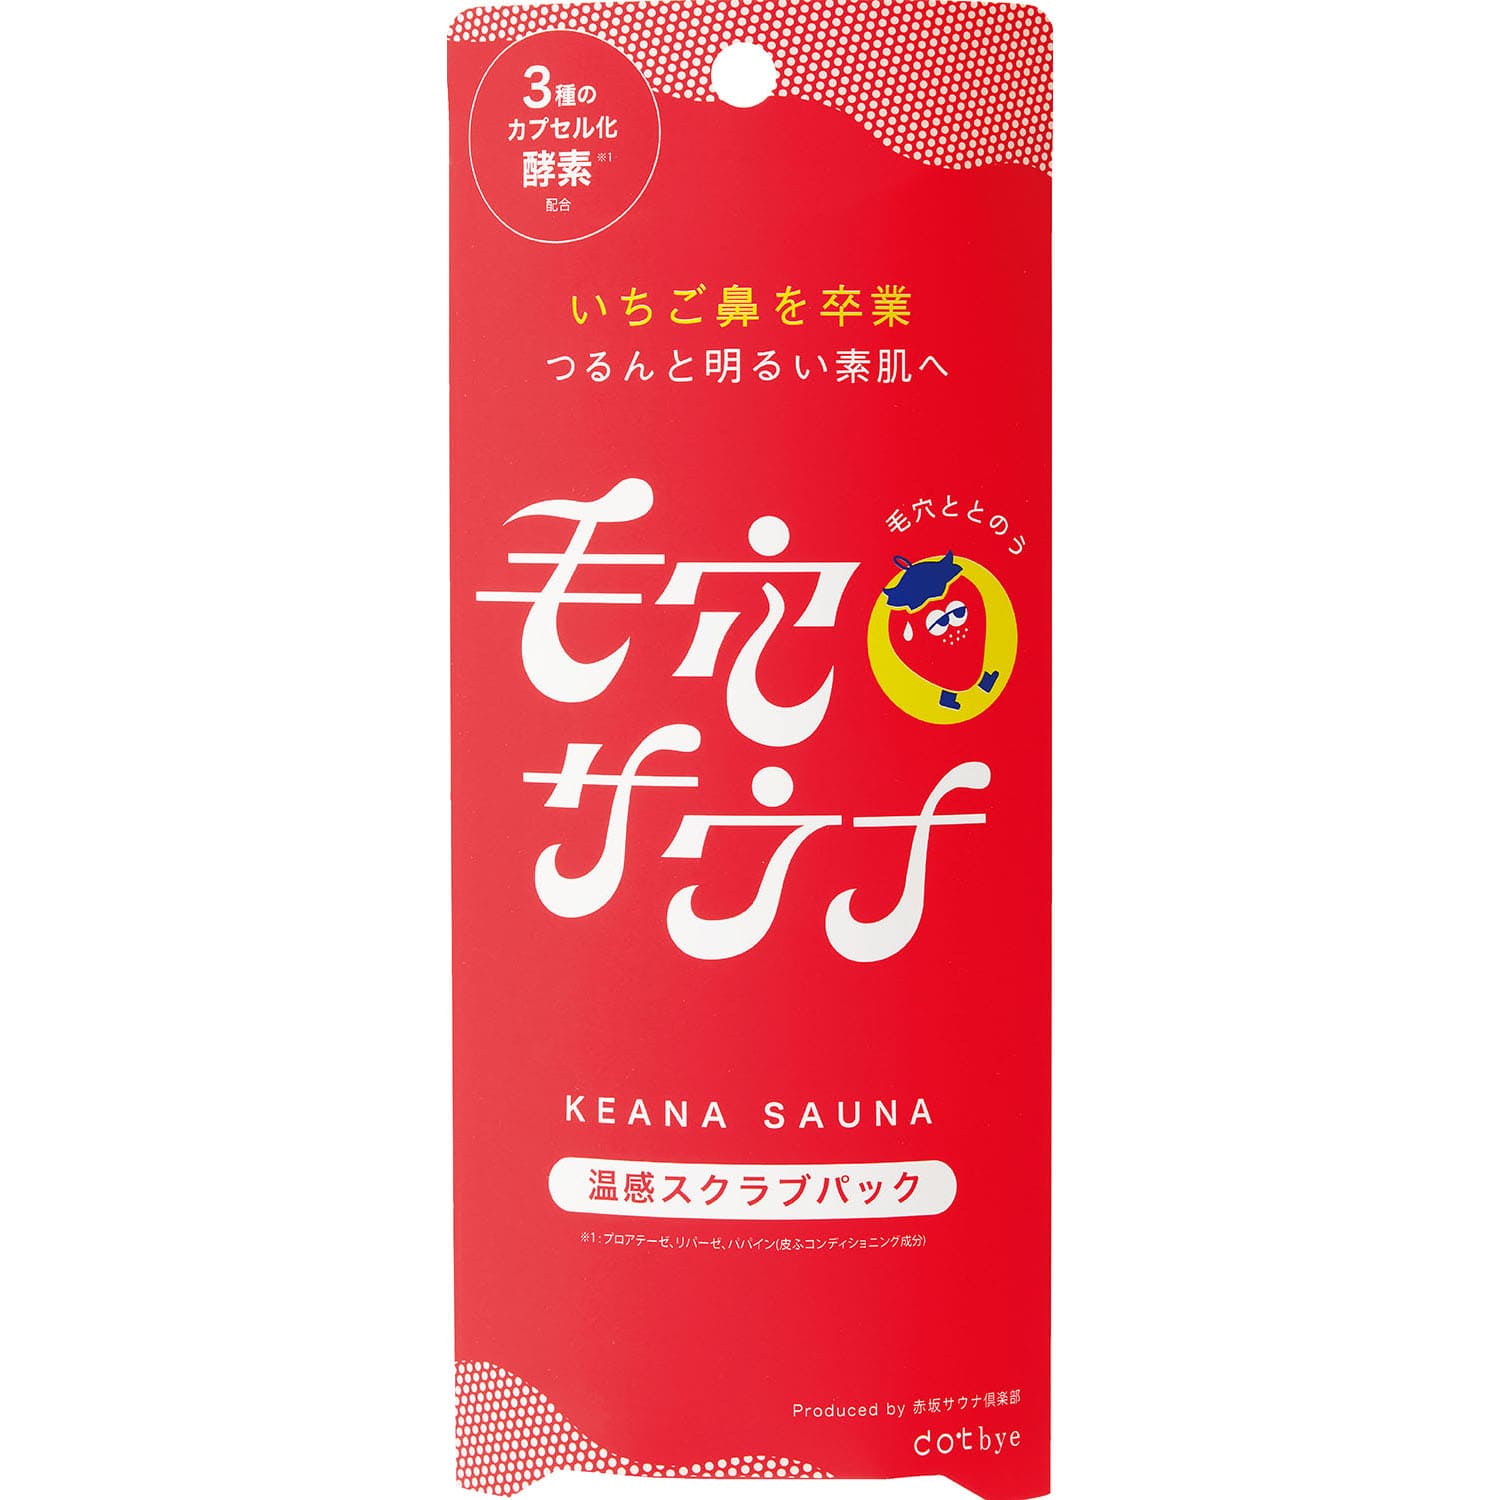 3種の
カプセル化
酵素※1
配合
いちご鼻を卒業
つるんと明るい素肌へ
毛穴ととのう
毛穴
サウナ
KEANA SAUNA
温感スクラブパック
※1:プロアテーゼ、リパーゼ、パパイン(皮ふコンディショニング成分)
Produced by 赤坂サウナ倶楽部
cotbye